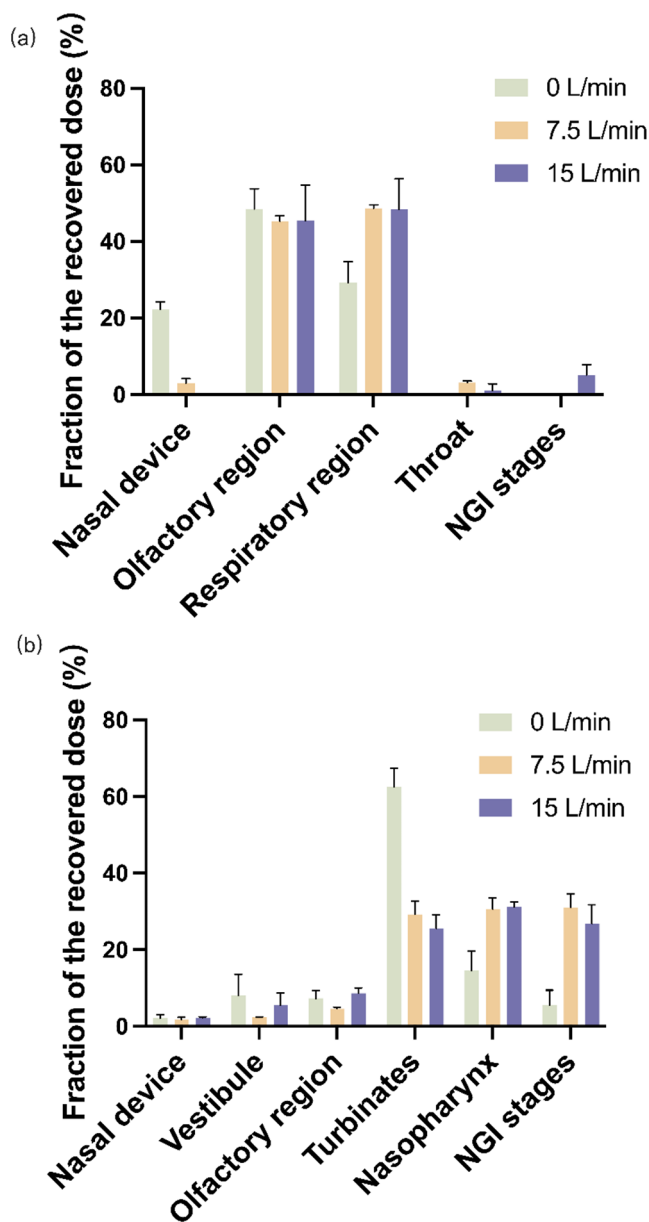 (a)
Fraction of the recovered dose (%)
80
60
40
20
0
0 L/min
7.5 L/min
15 L/min
Nasal device
Olfactory region
Respiratory region
Throat
NGI stages
(b)
Fraction of the recovered dose (%)
80
60
40
20
0
0 L/min
7.5 L/min
15 L/min
Nasal device
Vestibule
Olfactory region
Turbinates
Nasopharynx
NGI stages